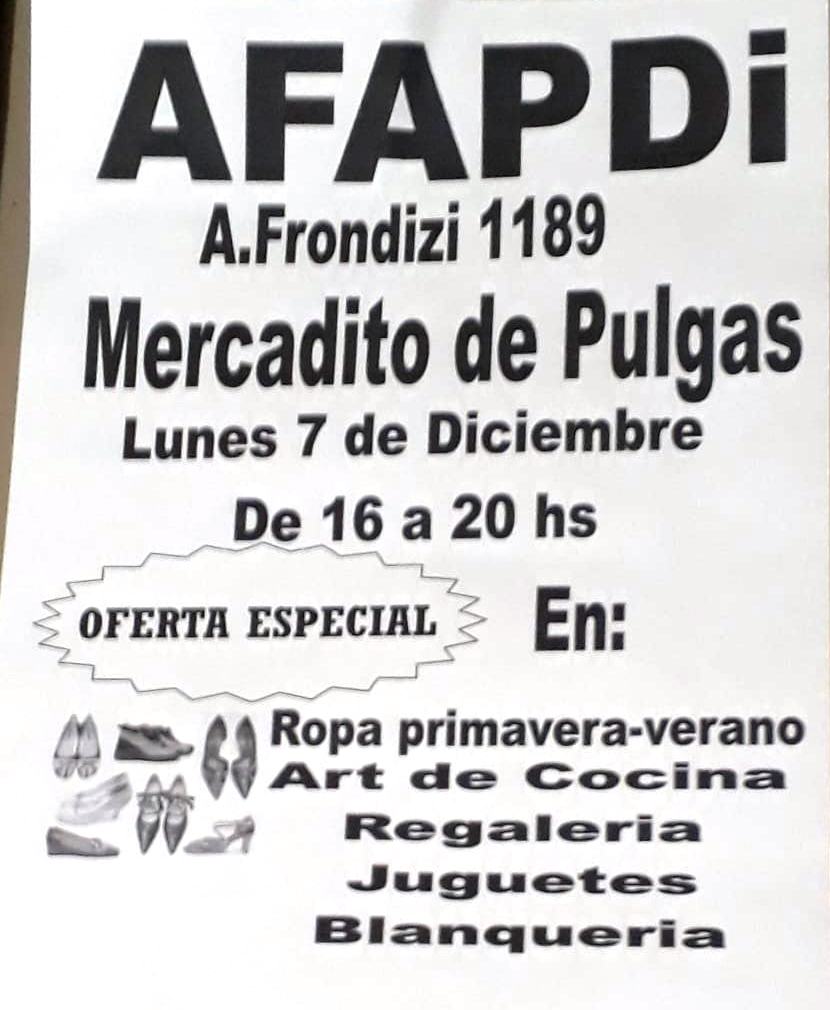 AFAPDi
A.Frondizi 1189
Mercadito de Pulgas
Lunes 7 de Diciembre
De 16 a 20 hs
OFERTA ESPECIAL
En:
Ropa primavera-verano
Art de Cocina
Regaleria
Juguetes
Blanqueria